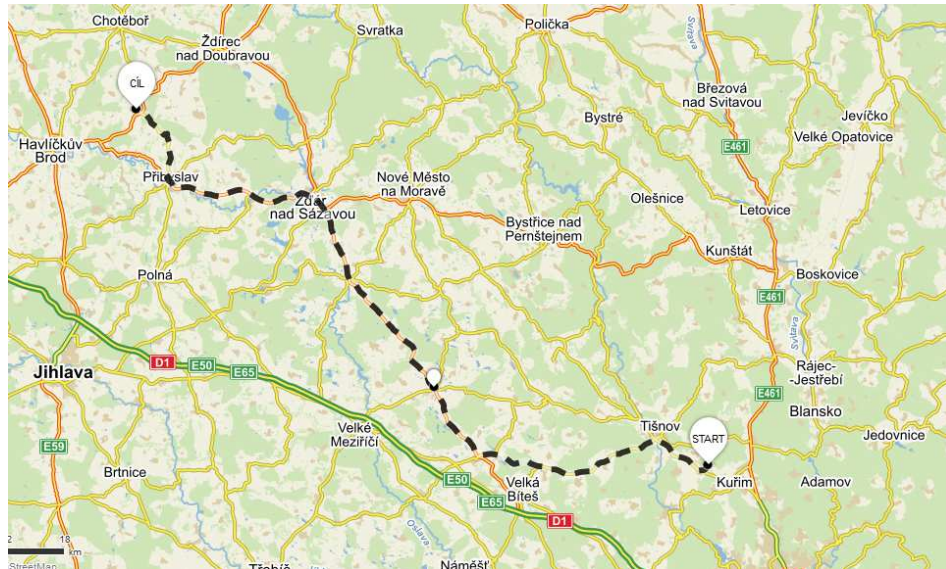 Chotěboř
Svratka
Polička
Svitava
Ždírec
nad Doubravou
CÍL
Březová
nad Svitavou
Bystré
Jevíčko
Velké Opatovice
E461
Havlíčkův
Brod
Přibyslav
Nové Město
na Moravě
Olešnice
Letovice
Žďár
nad Sázavou
Bystřice nad
Pernštejnem
Kunštát
Boskovice
Polná
E461
Svitava
D1
E50
E65
Jihlava
Rájec-
-Jestřebí
E461
Blansko
Tišnov
START
Jedovnice
Velké
Meziříčí
E59
Brtnice
E50
Velká
Bíteš
Kuřim
Adamov
E65
D1
Oslava
18
km
StreetMap
Třebíč
Náměšť